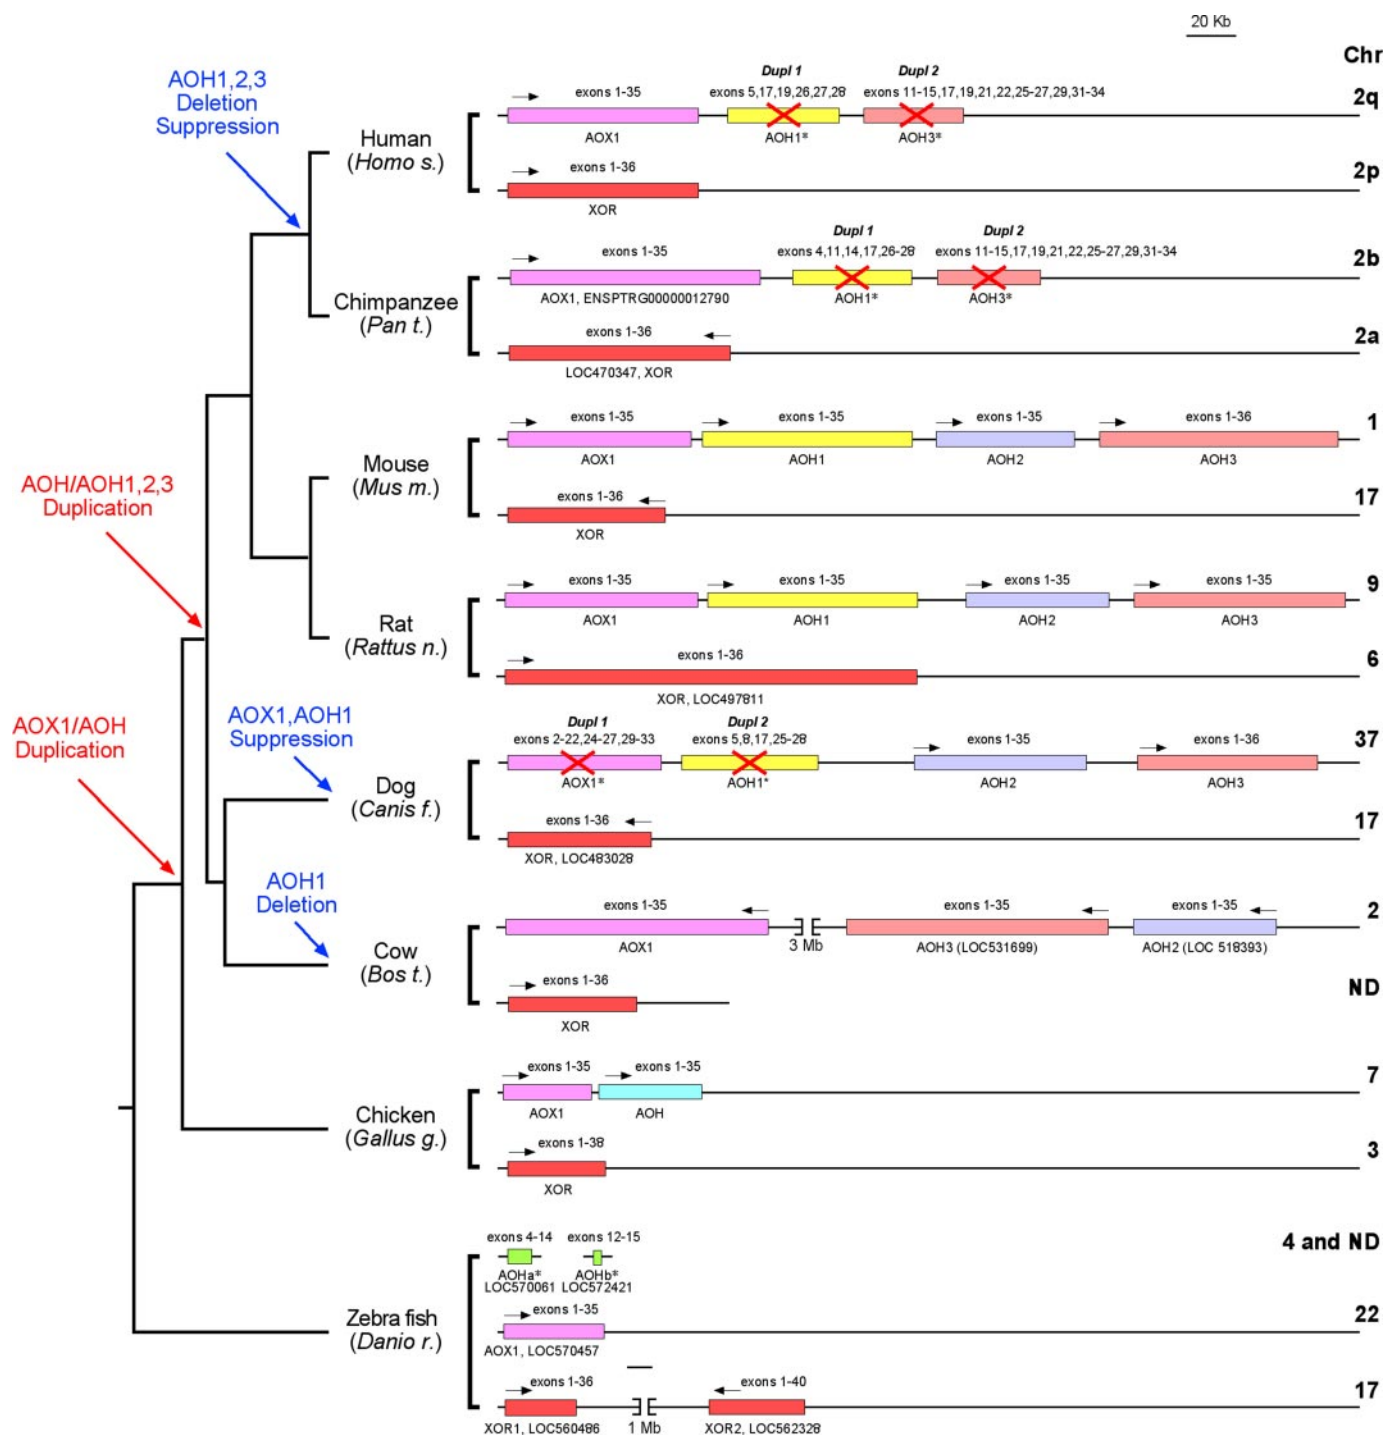 20 Kb
Chr
AOH1,2,3
Deletion
Suppression
Human
(Homo s.)
Dupl 1
Dupl 2
exons 1-35
exons 5,17,19,26,27,28
exons 11-15,17,19,21,22,25-27,29,31-34
2q
AOX1
AOH1*
AOH3*
exons 1-36
2p
XOR
Chimpanzee
(Pan t.)
Dupl 1
Dupl 2
exons 1-35
exons 4,11,14,17,26-28
exons 11-15,17,19,21,22,25-27,29,31-34
2b
AOX1, ENSPTRG00000012790
AOH1*
AOH3*
exons 1-36
2a
LOC470347, XOR
AOH/AOH1,2,3
Duplication
Mouse
(Mus m.)
exons 1-35
exons 1-35
exons 1-35
exons 1-36
1
AOX1
AOH1
AOH2
AOH3
exons 1-36
17
XOR
Rat
(Rattus n.)
exons 1-35
exons 1-35
exons 1-35
exons 1-35
9
AOX1
AOH1
AOH2
AOH3
exons 1-36
6
XOR, LOC497811
AOX1/AOH
Duplication
AOX1,AOH1
Suppression
Dog
(Canis f.)
Dupl 1
Dupl 2
exons 2-22,24-27,29-33
exons 5,8,17,25-28
exons 1-35
exons 1-36
37
AOX1*
AOH1*
AOH2
AOH3
exons 1-36
17
XOR, LOC483028
AOH1
Deletion
Cow
(Bos t.)
exons 1-35
exons 1-35
exons 1-35
2
AOX1
3 Mb
AOH3 (LOC531699)
AOH2 (LOC 518393)
exons 1-36
ND
XOR
Chicken
(Gallus g.)
exons 1-35
exons 1-35
7
AOX1
AOH
exons 1-38
3
XOR
Zebra fish
(Danio r.)
exons 4-14
exons 12-15
4 and ND
AOHa*
LOC570061
AOHb*
LOC572421
exons 1-35
22
AOX1, LOC570457
exons 1-36
exons 1-40
17
XOR1, LOC560486
1 Mb
XOR2, LOC562328